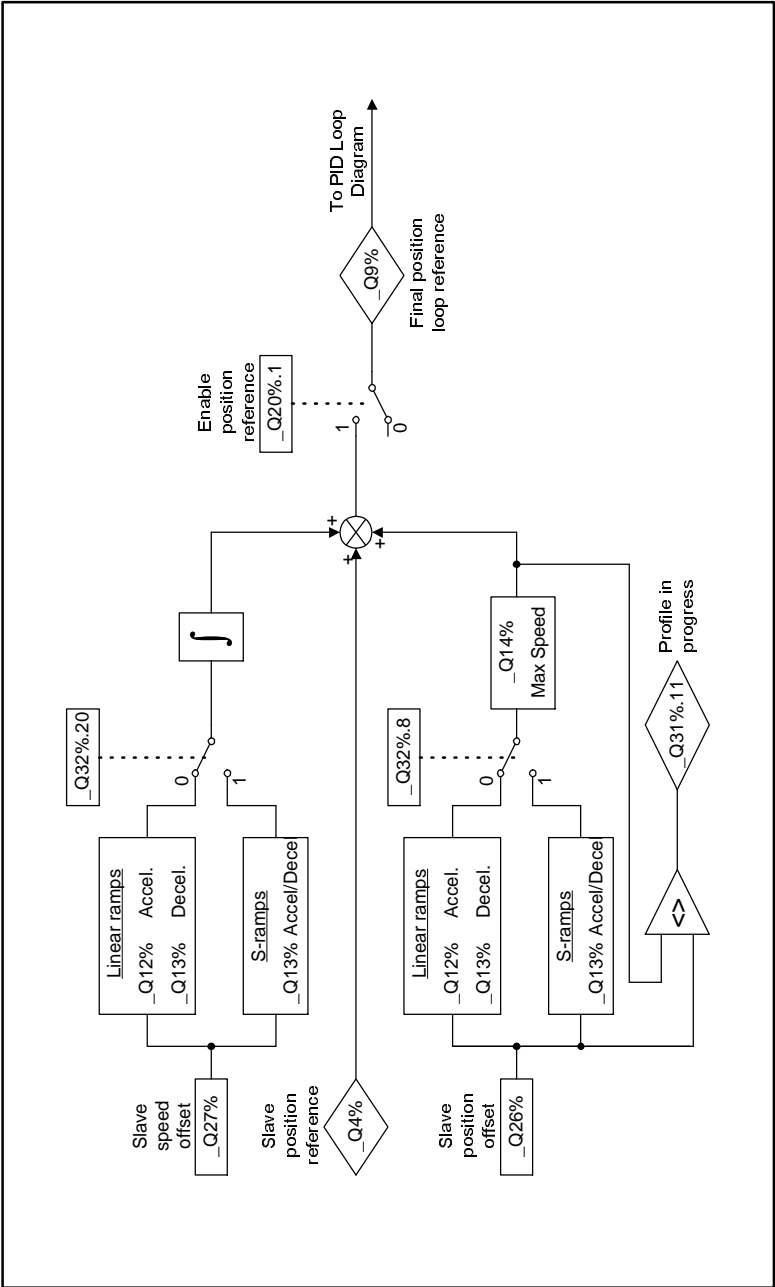 Slave
speed
offset
_Q27%
Linear ramps
_Q12% Accel.
_Q13% Decel.
S-ramps
_Q13% Accel/Decel
_Q32%.20
0
1
∫
Slave
position
reference
_Q4%
+
+
+
Enable
position
reference
_Q20%.1
1
0
_Q9%
Final position
loop reference
To PID Loop
Diagram
Slave
position
offset
_Q26%
Linear ramps
_Q12% Accel.
_Q13% Decel.
S-ramps
_Q13% Accel/Decel
_Q32%.8
0
1
_Q14%
Max Speed
<>
_Q31%.11
Profile in
progress